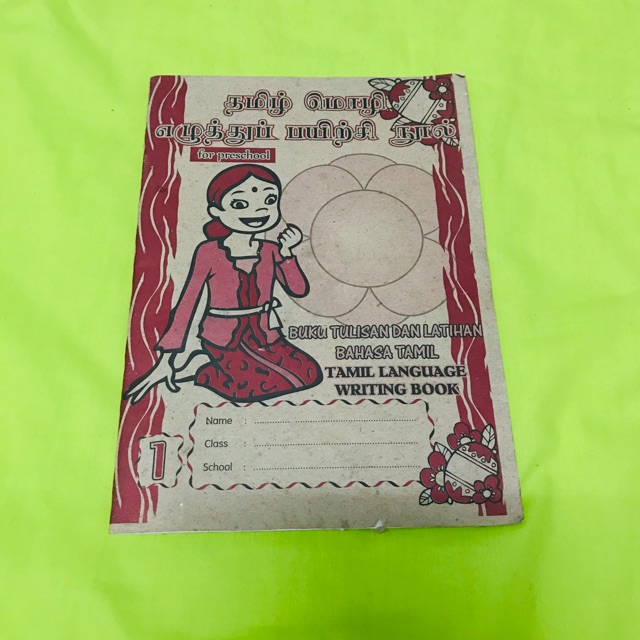 தமிழ் மொழி
எழுத்துப் பயிற்சி நூல்
for preschool
BUKU TULISAN DAN LATIHAN
BAHASA TAMIL
TAMIL LANGUAGE
WRITING BOOK
Name :
Class :
School :
1